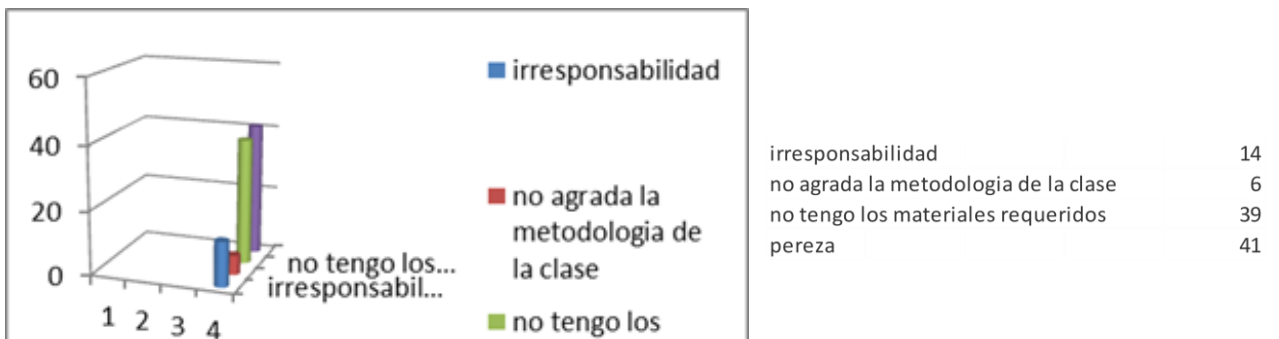 60
40
20
0
1 2 3 4
no tengo los...
irresponsabil...
irresponsabilidad
no agrada la
metodologia de
la clase
no tengo los
irresponsabilidad 14
no agrada la metodologia de la clase 6
no tengo los materiales requeridos 39
pereza 41